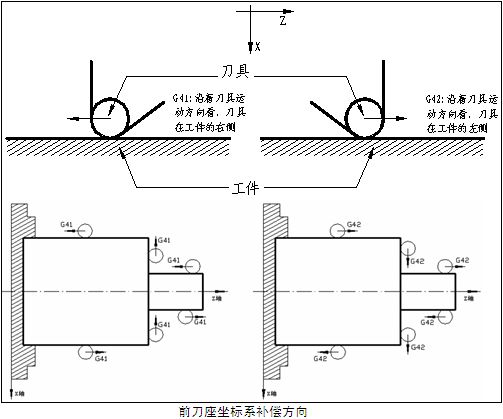 Z
X
刀具
G41: 沿着刀具运
动方向看, 刀具
在工件的右侧
G42: 沿着刀具运
动方向看, 刀具
在工件的左侧
工件
G41
G41
G41
Z轴
G41
G41
G41
X轴
G42
G42
G42
Z轴
G42
G42
G42
X轴
前刀座坐标系补偿方向